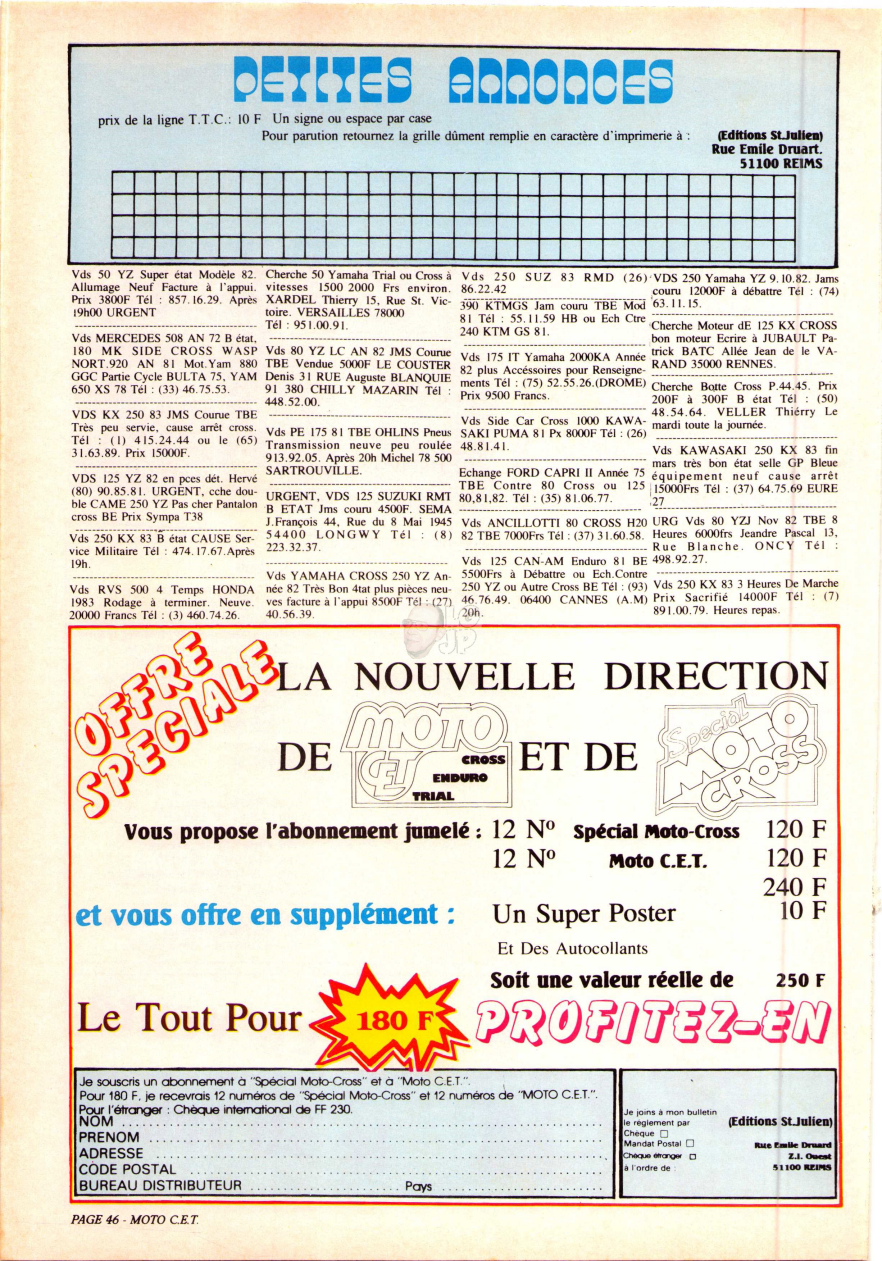 PETITES ANNONCES
prix de la ligne T.T.C.: 10 F Un signe ou espace par case
Pour parution retournez la grille dûment remplie en caractère d'imprimerie à :
(Editions St.Julien)
Rue Emile Druart.
51100 REIMS
Vds 50 YZ Super état Modèle 82.
Allumage Neuf Facture à l'appui.
Prix 3800F Tél : 857.16.29. Après
19h00 URGENT
Vds MERCEDES 508 AN 72 B état,
180 MK SIDE CROSS WASP
NORT.920 AN 81 Mot.Yam 880
GGC Partie Cycle BULTA 75, YAM
650 XS 78 Tél : (33) 46.75.53.
VDS KX 250 83 JMS Courue TBE
Très peu servie, cause arrêt cross.
Tél : (1) 415.24.44 ou le (65)
31.63.89. Prix 15000F.
VDS 125 YZ 82 en pces dét. Hervé
(80) 90.85.81. URGENT, cche dou-
ble CAME 250 YZ Pas cher Pantalon
cross BE Prix Sympa T38
Vds 250 KX 83 B état CAUSE Ser-
vice Militaire Tél : 474.17.67.Après
19h.
Vds RVS 500 4 Temps HONDA
1983 Rodage à terminer. Neuve.
20000 Francs Tél : (3) 460.74.26.
Cherche 50 Yamaha Trial ou Cross à
vitesses 1500 2000 Frs environ.
XARDEL Thierry 15, Rue St. Vic-
toire. VERSAILLES 78000
Tél : 951.00.91.
Vds 80 YZ LC AN 82 JMS Courue
TBE Vendue 5000F LE COUSTER
Denis 31 RUE Auguste BLANQUIE
91 380 CHILLY MAZARIN Tél :
448.52.00.
Vds PE 175 81 TBE OHLINS Pneus
Transmission neuve peu roulée
913.92.05. Après 20h Michel 78 500
SARTROUVILLE.
URGENT, VDS 125 SUZUKI RMT
B ETAT Jms couru 4500F. SEMA
J.François 44, Rue du 8 Mai 1945
54400 LONGWY Tél : (8)
223.32.37.
Vds YAMAHA CROSS 250 YZ An-
née 82 Très Bon 4tat plus pièces neu-
ves facture à l'appui 8500F Tél : (27)
40.56.39.
Vds 250 SUZ 83 RMD (26)
86.22.42
390 KTMGS Jam couru TBE Mod
81 Tél : 55.11.59 HB ou Ech Ctre
240 KTM GS 81.
Vds 175 IT Yamaha 2000KA Année
82 plus Accéssoires pour Renseigne-
ments Tél : (75) 52.55.26.(DROME)
Prix 9500 Francs.
Vds Side Car Cross 1000 KAWA-
SAKI PUMA 81 Px 8000F Tél : (26)
48.81.41.
Echange FORD CAPRI II Année 75
TBE Contre 80 Cross ou 125
80,81,82. Tél : (35) 81.06.77.
Vds ANCILLOTTI 80 CROSS H20
82 TBE 7000Frs Tél : (37) 31.60.58.
Vds 125 CAN-AM Enduro 81 BE
5500Frs à Débattre ou Ech.Contre
250 YZ ou Autre Cross BE Tél : (93)
46.76.49. 06400 CANNES (A.M)
20h.
VDS 250 Yamaha YZ 9.10.82. Jams
couru 12000F à débattre Tél : (74)
63.11.15.
Cherche Moteur dE 125 KX CROSS
bon moteur Ecrire à JUBAULT Pa-
trick BATC Allée Jean de le VA-
RAND 35000 RENNES.
Cherche Botte Cross P.44.45. Prix
200F à 300F B état Tél : (50)
48.54.64. VELLER Thiérry Le
mardi toute la journée.
Vds KAWASAKI 250 KX 83 fin
mars très bon état selle GP Bleue
équipement neuf cause arrêt
15000Frs Tél : (37) 64.75.69 EURE
27
URG Vds 80 YZJ Nov 82 TBE 8
Heures 6000frs Jeandre Pascal 13,
Rue Blanche. ONCY Tél :
498.92.27.
Vds 250 KX 83 3 Heures De Marche
Prix Sacrifié 14000F Tél : (7)
891.00.79. Heures repas.
Le JP
OFFRE
SPECIALE
LA NOUVELLE DIRECTION
DE MOTO CET CROSS ENDURO TRIAL ET DE Special MOTO CROSS
Vous propose l'abonnement jumelé : 12 Nº Spécial Moto-Cross 120 F
12 Nº Moto C.E.T. 120 F
240 F
et vous offre en supplément : Un Super Poster 10 F
Et Des Autocollants
Soit une valeur réelle de 250 F
Le Tout Pour 180 F PROFITEZ-EN
Je souscris un abonnement à "Spécial Moto-Cross" et à "Moto C.E.T.".
Pour 180 F, je recevrais 12 numéros de "Spécial Moto-Cross" et 12 numéros de "MOTO C.E.T.".
Pour l'étranger : Chèque international de FF 230.
NOM
PRENOM
ADRESSE
CODE POSTAL
BUREAU DISTRIBUTEUR Pays
Je joins à mon bulletin
le règlement par
Chèque
Mandat Postal
Chèque étranger
à l'ordre de :
(Editions St.Julien)
Rue Emile Druard
Z.I. Ouest
51100 REIMS
PAGE 46 - MOTO C.E.T.